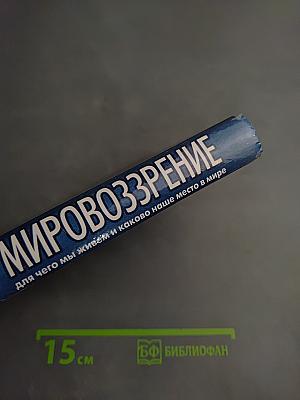 МИРОВОЗЗРЕНИЕ
для чего мы живём и каково наше место в мире
15 см БФ БИБЛИОФАН